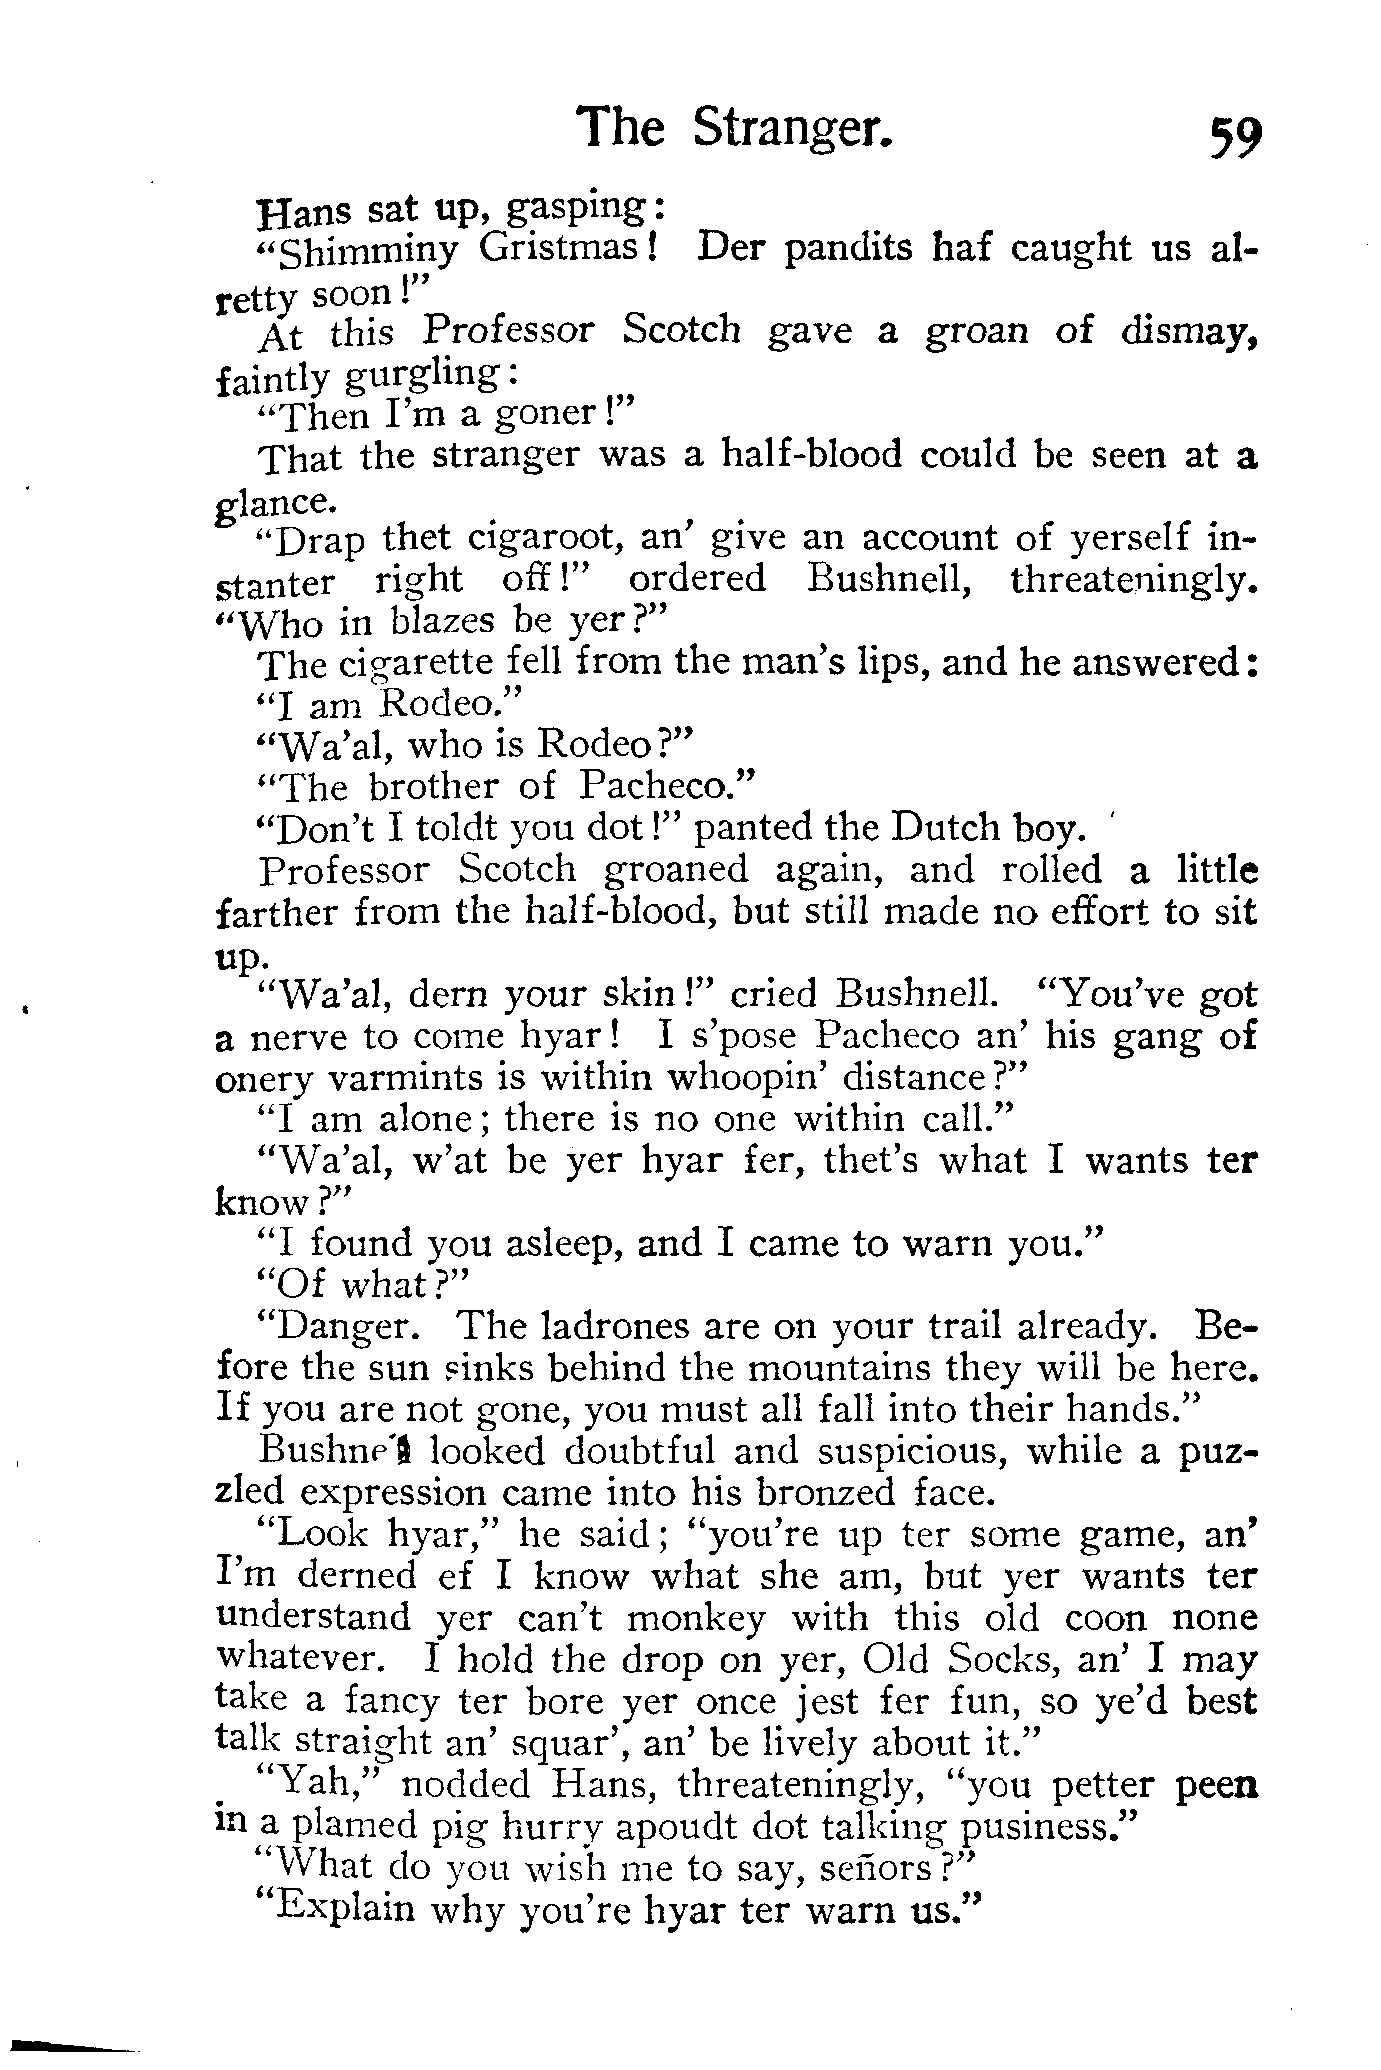 The Stranger. 59
Hans sat up, gasping:
“Shimminy Gristmas! Der pandits haf caught us al-
retty soon!”
At this Professor Scotch gave a groan of dismay,
faintly gurgling:
“Then I’m a goner!”
That the stranger was a half-blood could be seen at a
glance.
“Drap thet cigaroot, an’ give an account of yerself in-
stanter right off!” ordered Bushnell, threateningly.
“Who in blazes be yer?”
The cigarette fell from the man’s lips, and he answered:
“I am Rodeo.”
“Wa’al, who is Rodeo?”
“The brother of Pacheco.”
“Don’t I toldt you dot!” panted the Dutch boy.
Professor Scotch groaned again, and rolled a little
farther from the half-blood, but still made no effort to sit
up.
“Wa’al, dern your skin!” cried Bushnell. “You’ve got
a nerve to come hyar! I s’pose Pacheco an’ his gang of
onery varmints is within whoopin’ distance?”
“I am alone; there is no one within call.”
“Wa’al, w’at be yer hyar fer, thet’s what I wants ter
know?”
“I found you asleep, and I came to warn you.”
“Of what?”
“Danger. The ladrones are on your trail already. Be-
fore the sun sinks behind the mountains they will be here.
If you are not gone, you must all fall into their hands.”
Bushnell looked doubtful and suspicious, while a puz-
zled expression came into his bronzed face.
“Look hyar,” he said; “you’re up ter some game, an’
I’m derned ef I know what she am, but yer wants ter
understand yer can’t monkey with this old coon none
whatever. I hold the drop on yer, Old Socks, an’ I may
take a fancy ter bore yer once jest fer fun, so ye’d best
talk straight an’ squar’, an’ be lively about it.”
“Yah,” nodded Hans, threateningly, “you petter peen
in a plamed pig hurry apoudt dot talking pusiness.”
“What do you wish me to say, señors?”
“Explain why you’re hyar ter warn us.”